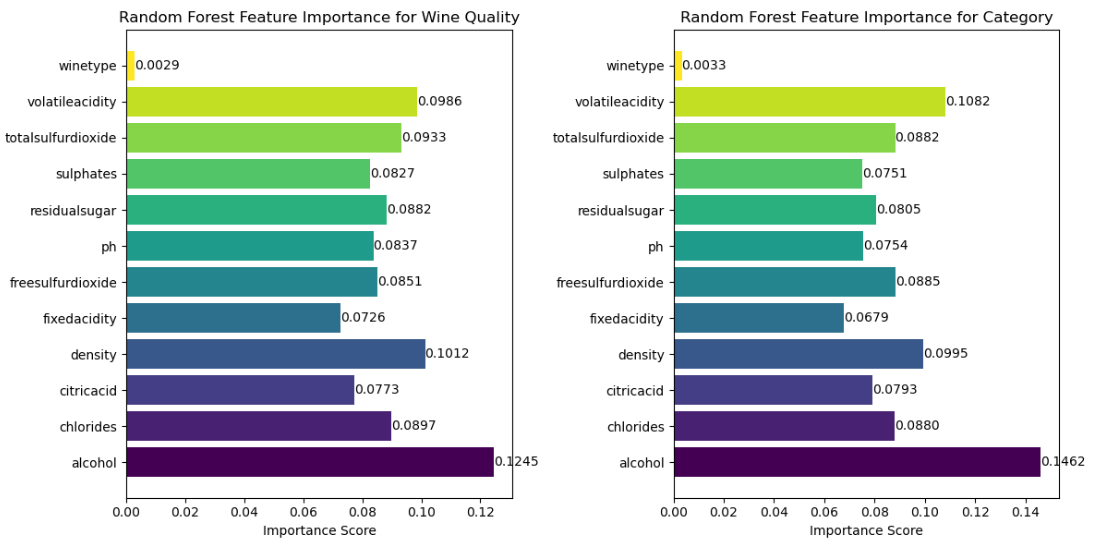 Random Forest Feature Importance for Wine Quality
winetype 0.0029
volatileacidity 0.0986
totalsulfurdioxide 0.0933
sulphates 0.0827
residualsugar 0.0882
ph 0.0837
freesulfurdioxide 0.0851
fixedacidity 0.0726
density 0.1012
citricacid 0.0773
chlorides 0.0897
alcohol 0.1245
0.00 0.02 0.04 0.06 0.08 0.10 0.12
Importance Score
Random Forest Feature Importance for Category
winetype 0.0033
volatileacidity 0.1082
totalsulfurdioxide 0.0882
sulphates 0.0751
residualsugar 0.0805
ph 0.0754
freesulfurdioxide 0.0885
fixedacidity 0.0679
density 0.0995
citricacid 0.0793
chlorides 0.0880
alcohol 0.1462
0.00 0.02 0.04 0.06 0.08 0.10 0.12 0.14
Importance Score